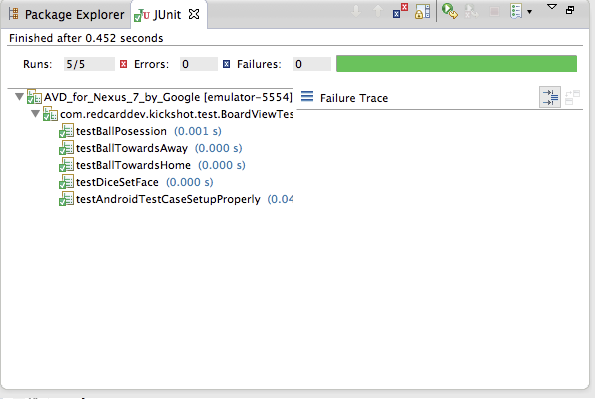 Package Explorer JUnit
Finished after 0.452 seconds
Runs: 5/5 Errors: 0 Failures: 0
AVD_for_Nexus_7_by_Google [emulator-5554]
Failure Trace
com.redcarddev.kickshot.test.BoardViewTes
testBallPosession (0.001 s)
testBallTowardsAway (0.000 s)
testBallTowardsHome (0.000 s)
testDiceSetFace (0.000 s)
testAndroidTestCaseSetupProperly (0.04